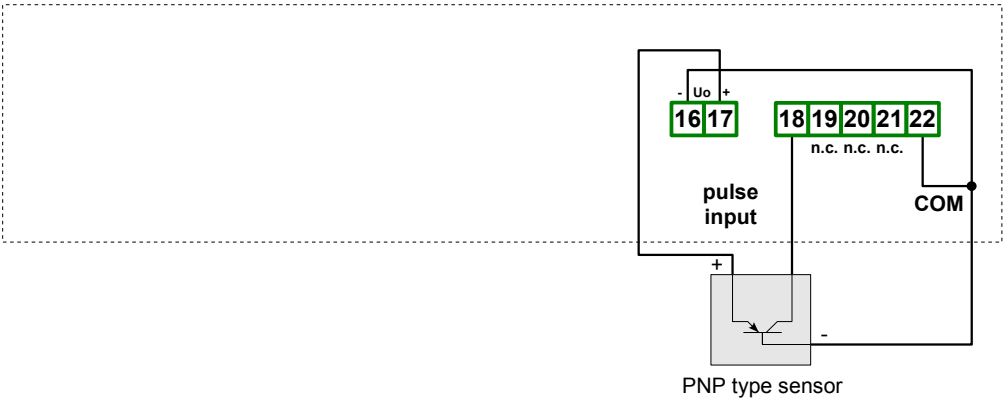 - Uo +
16 17
18 19 20 21 22
n.c. n.c. n.c.
pulse
input
COM
+
-
PNP type sensor